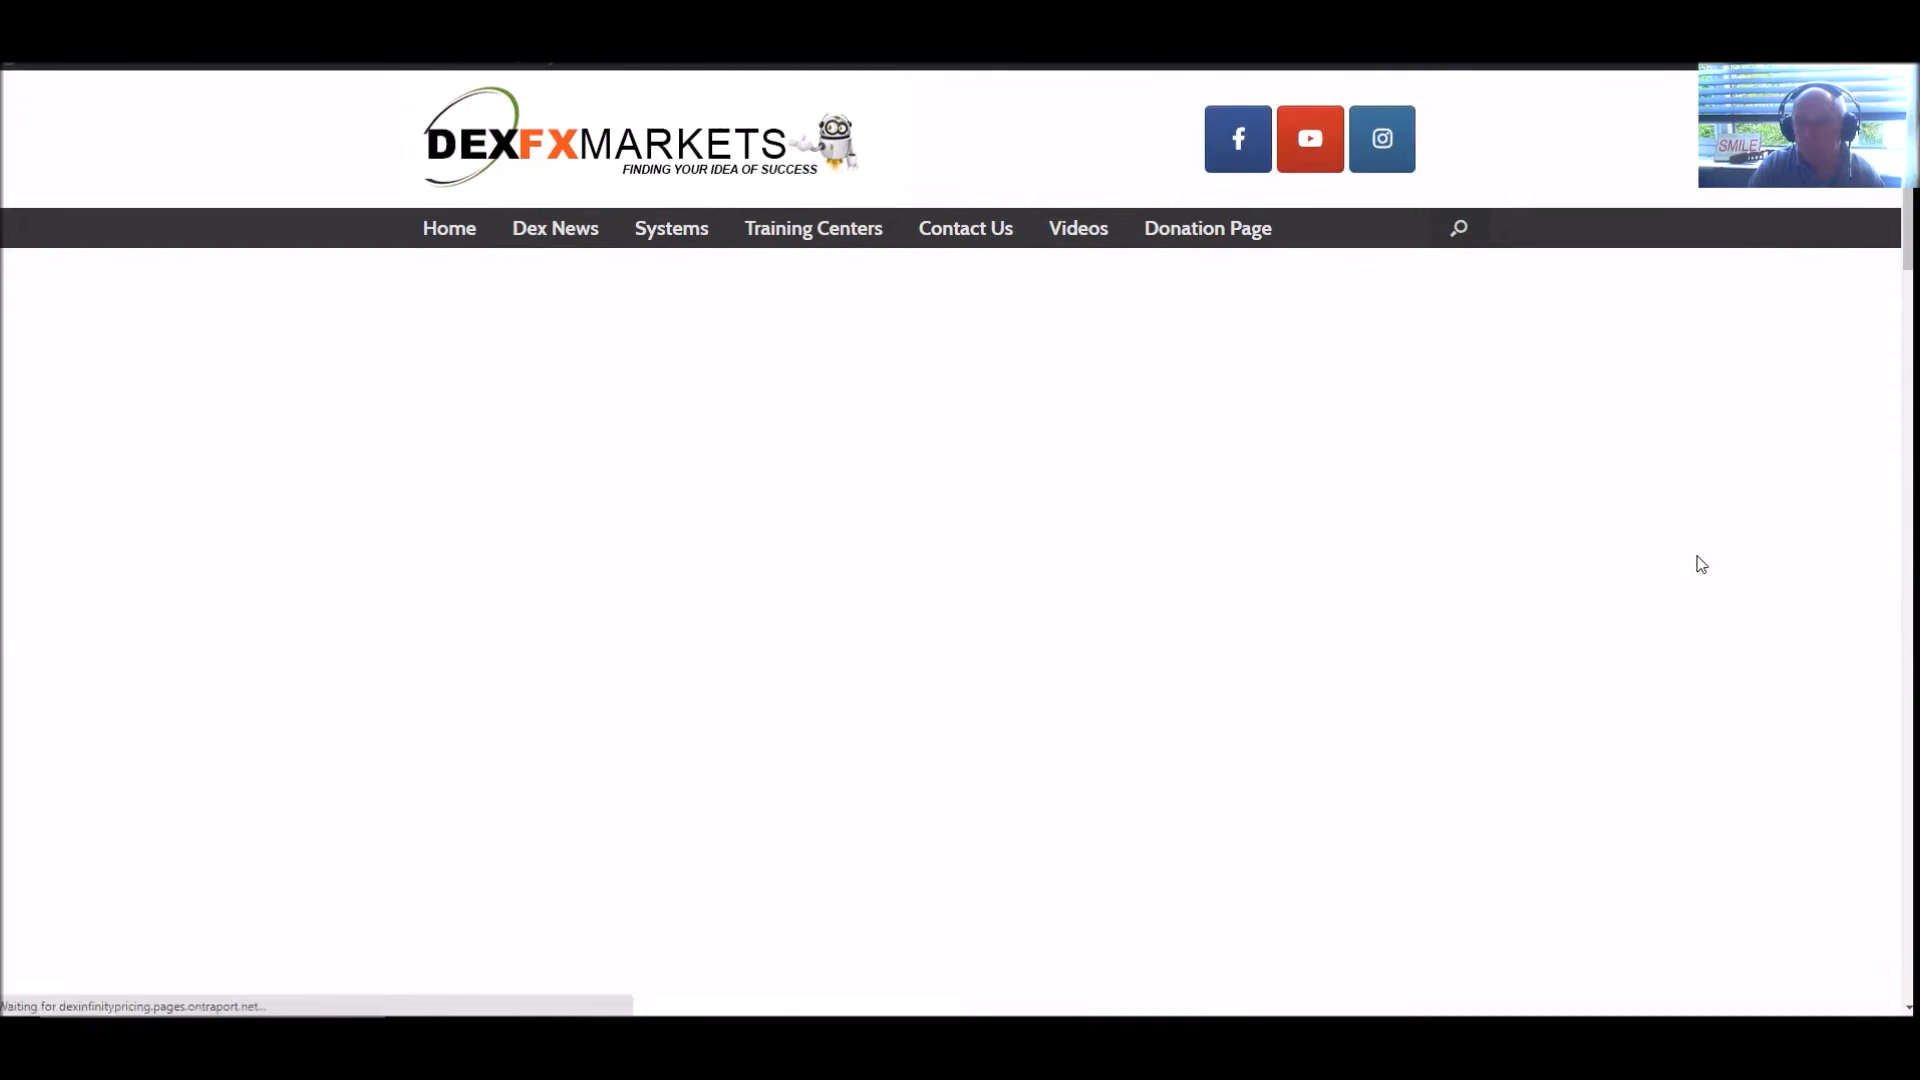 DEXFXMARKETS
FINDING YOUR IDEA OF SUCCESS
SMILE
Home Dex News Systems Training Centers Contact Us Videos Donation Page
Waiting for dexinfinitypricing.pages.ontraport.net...